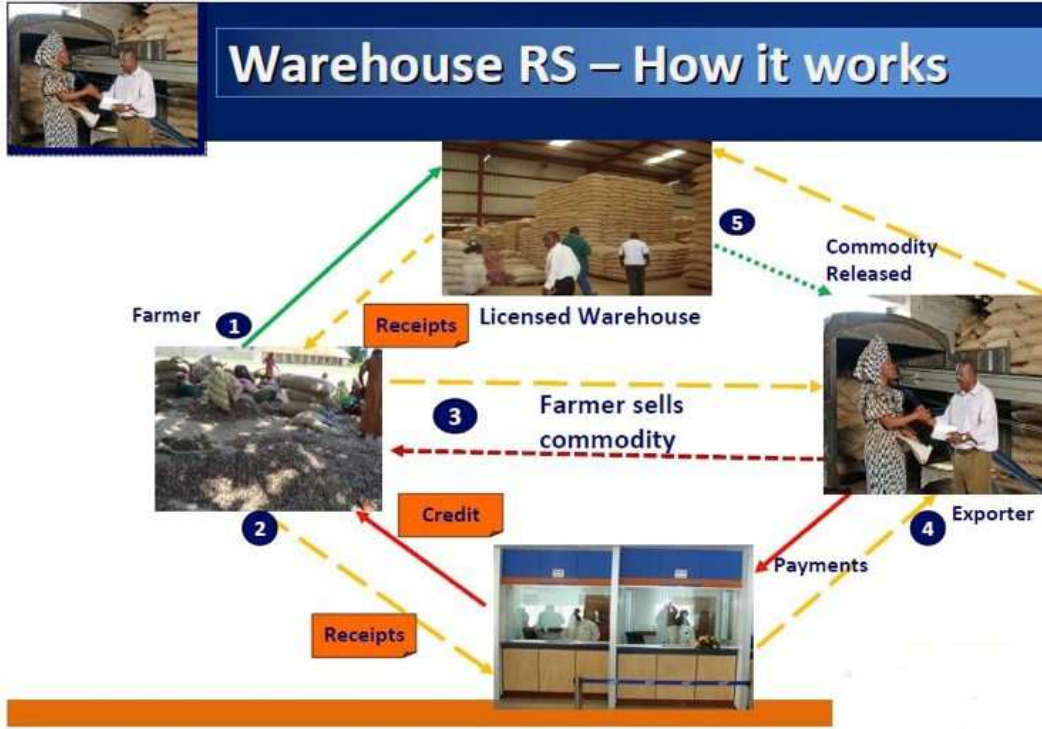 Warehouse RS – How it works
5
Commodity
Released
Farmer
1
Receipts
Licensed Warehouse
3
Farmer sells
commodity
2
Credit
4
Exporter
Payments
Receipts